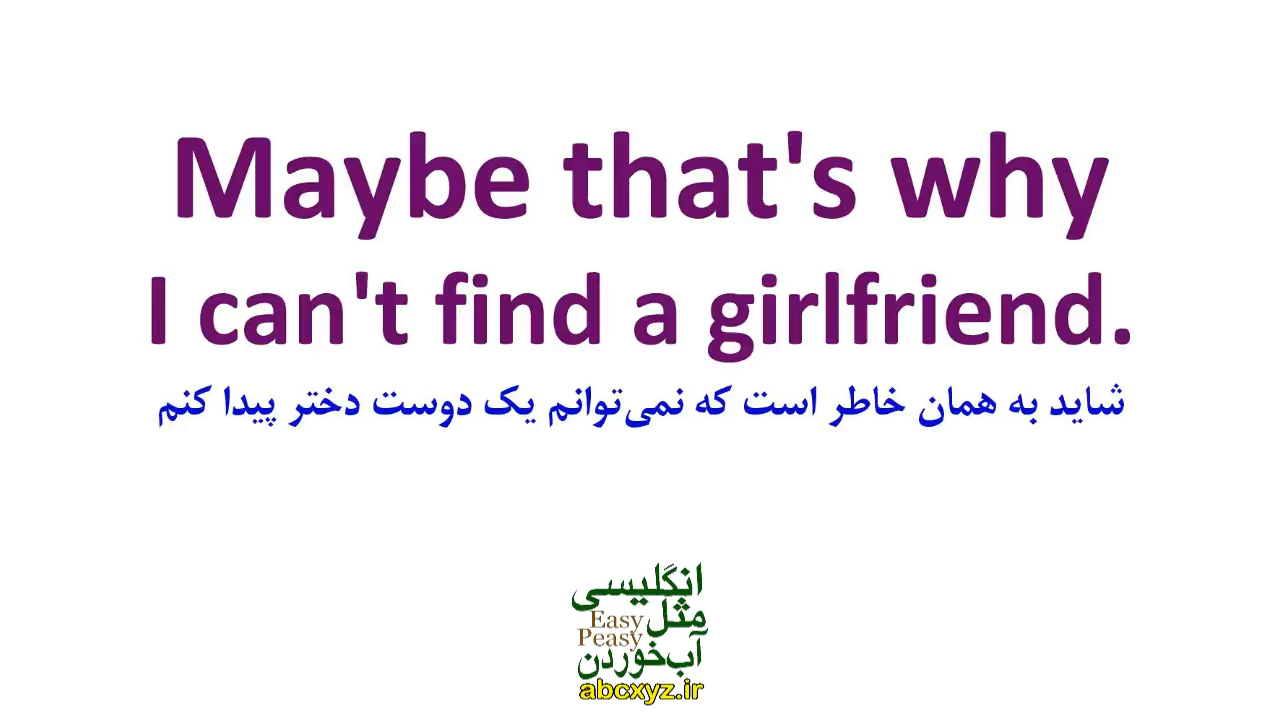 Maybe that's why
I can't find a girlfriend.
شاید به همان خاطر است که نمی‌توانم یک دوست دختر پیدا کنم
انگلیسی
مثل
Easy
Peasy
آب‌خوردن
abcxyz.ir